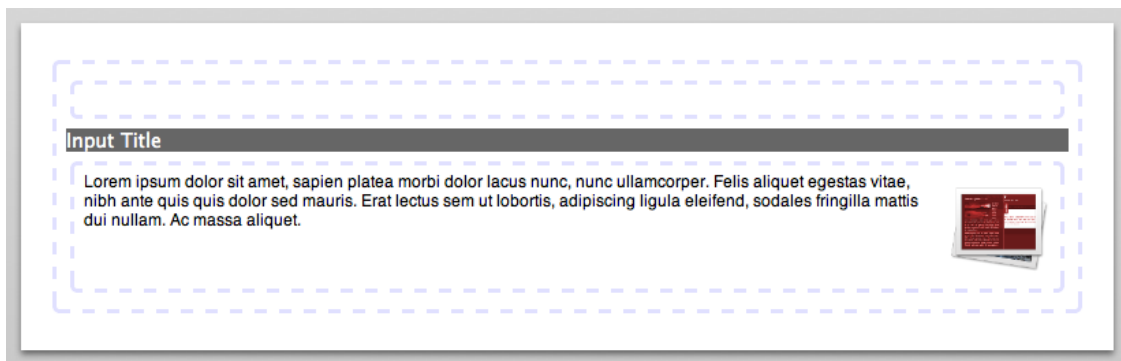 Input Title
Lorem ipsum dolor sit amet, sapien platea morbi dolor lacus nunc, nunc ullamcorper. Felis aliquet egestas vitae,
nibh ante quis quis dolor sed mauris. Erat lectus sem ut lobortis, adipiscing ligula eleifend, sodales fringilla mattis
dui nullam. Ac massa aliquet.